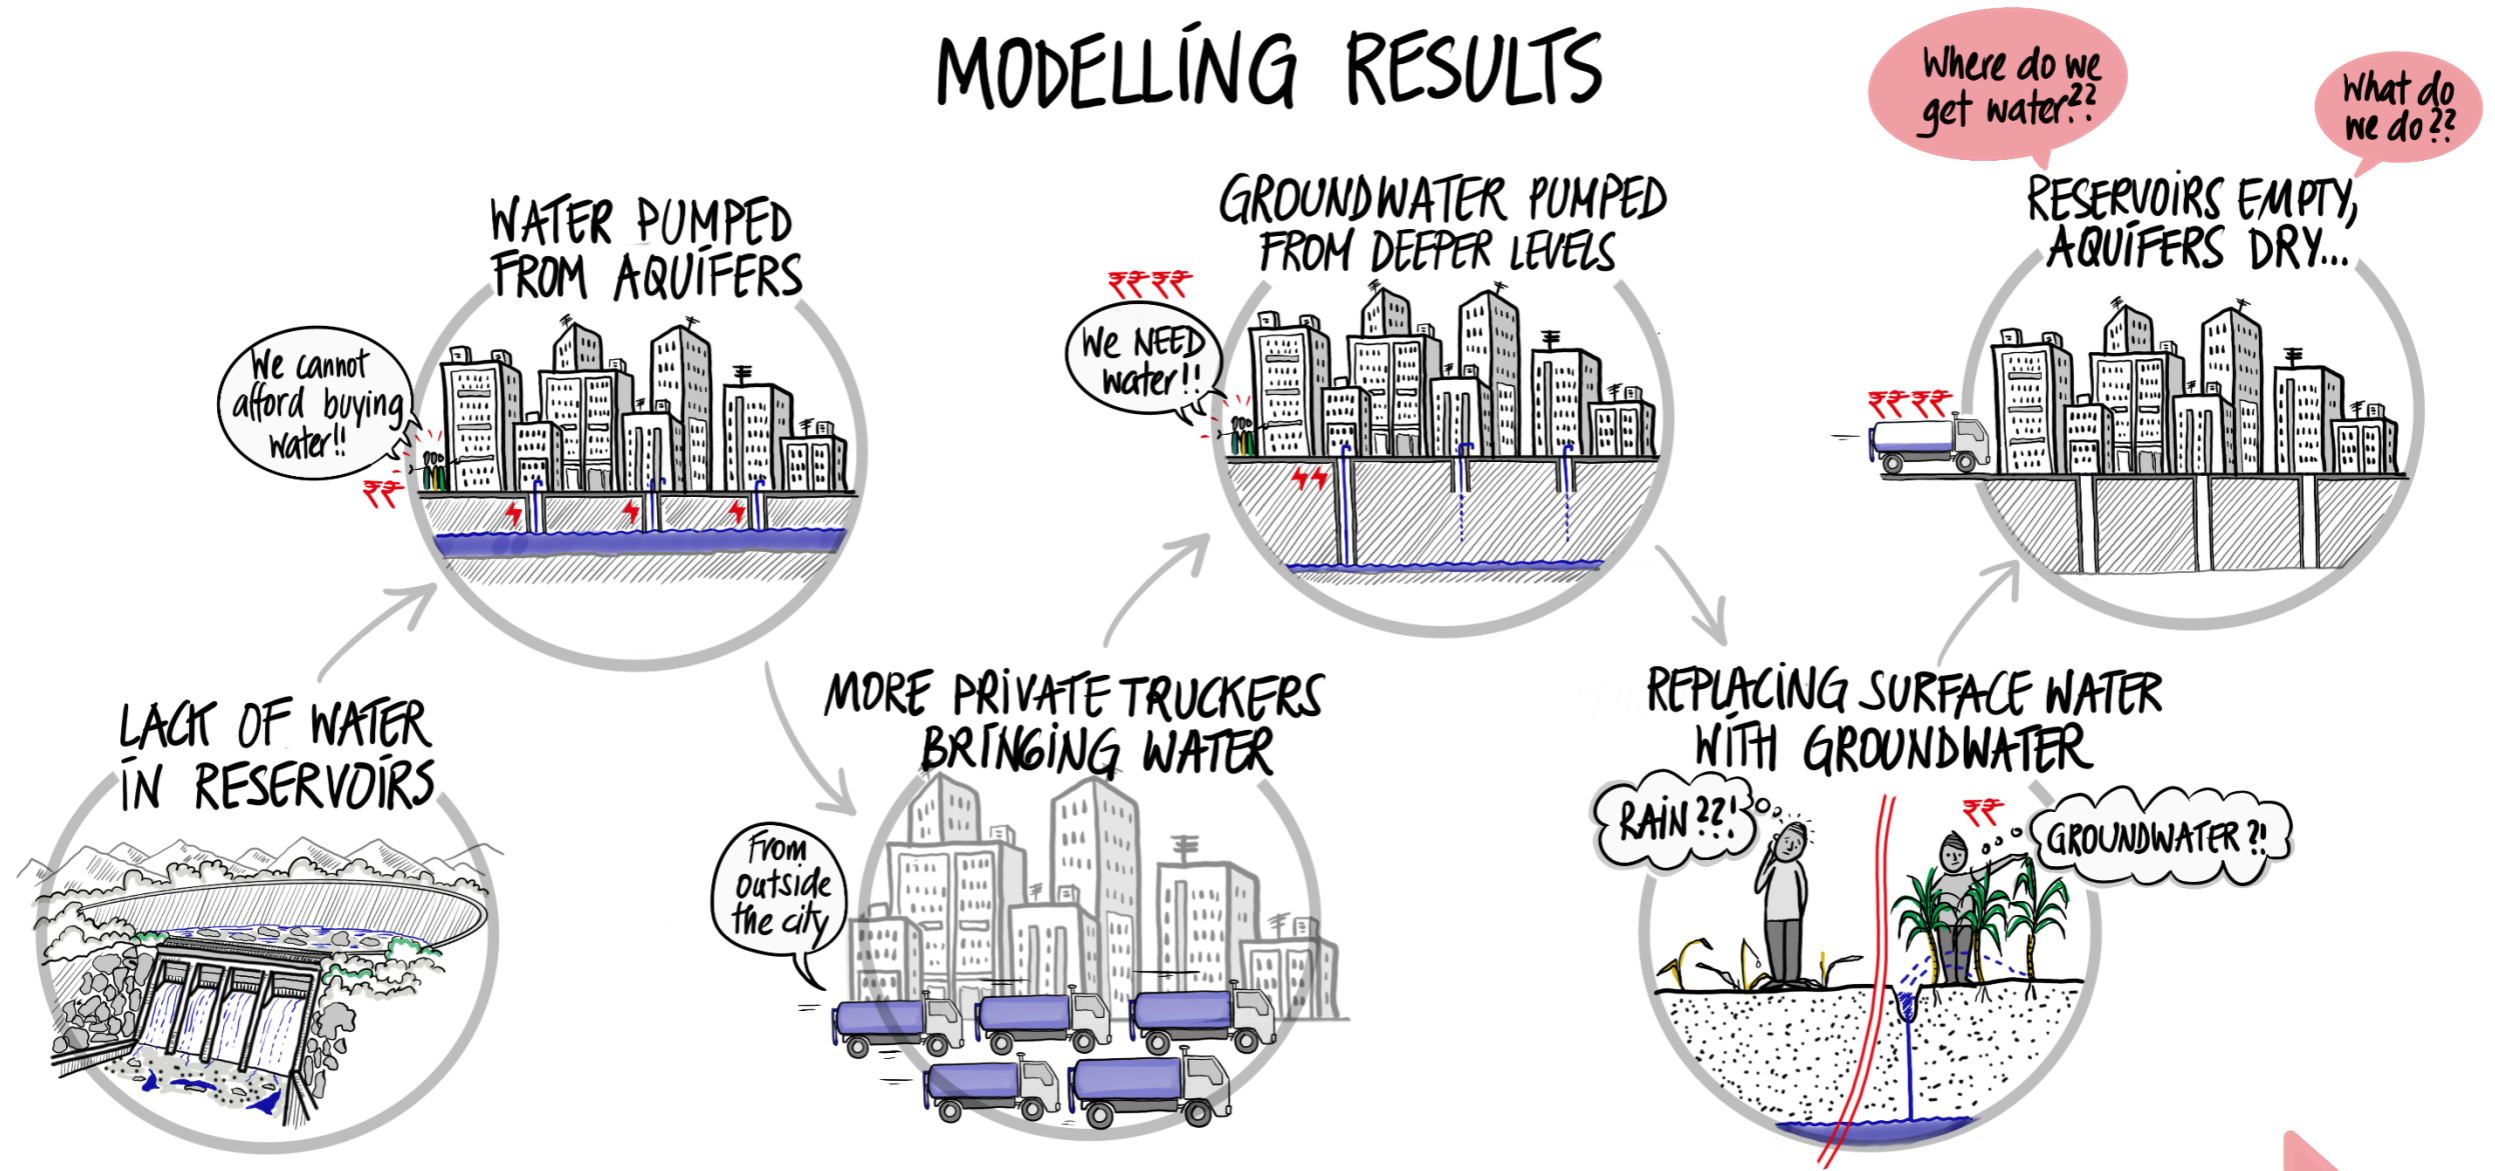 MODELLING RESULTS
LACK OF WATER
IN RESERVOIRS
WATER PUMPED
FROM AQUIFERS
We cannot
afford buying
water!!
₹₹
MORE PRIVATE TRUCKERS
BRINGING WATER
From
outside
the city
GROUNDWATER PUMPED
FROM DEEPER LEVELS
₹₹₹₹
We NEED
water!!
REPLACING SURFACE WATER
WITH GROUNDWATER
RAIN??!
₹₹
GROUNDWATER?!
Where do we
get water??
What do
we do??
RESERVOIRS EMPTY,
AQUIFERS DRY...
₹₹₹₹